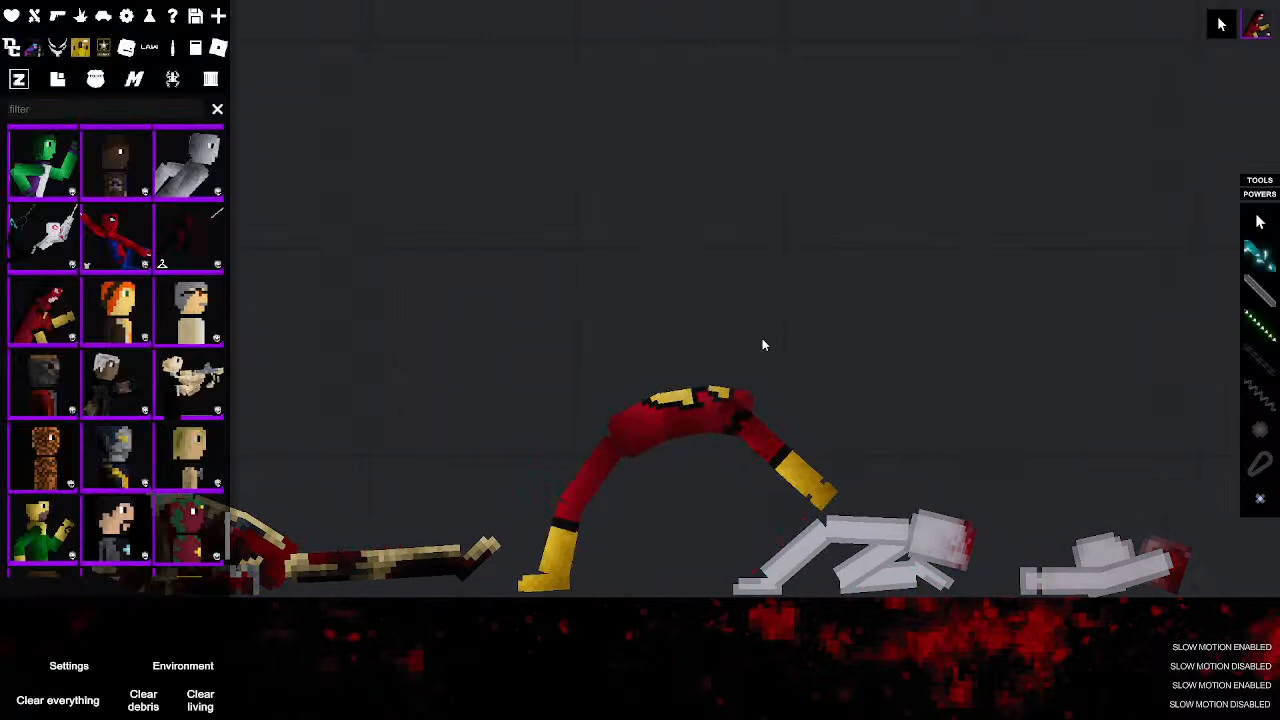 LAW
filter
TOOLS
POWERS
Settings
Environment
Clear everything
Clear
debris
Clear
living
SLOW MOTION ENABLED
SLOW MOTION DISABLED
SLOW MOTION ENABLED
SLOW MOTION DISABLED